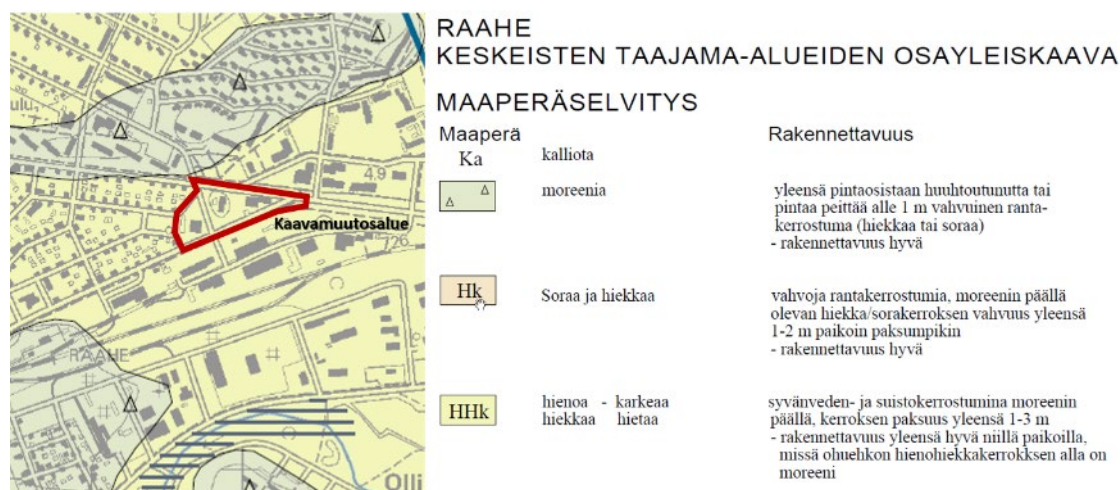 RAAHE
KESKEISTEN TAAJAMA-ALUEIDEN OSAYLEISKAAVA
MAAPERÄSELVITYS
Maaperä
Rakennettavuus
Ka
kalliota
moreenia
yleensä pintaosistaan huuhtoutunutta tai
pintaa peittää alle 1 m vahvuinen ranta-
kerrostuma (hiekkaa tai soraa)
- rakennettavuus hyvä
Hk
Soraa ja hiekkaa
vahvoja rantakerrostumia, moreenin päällä
olevan hiekka/sorakerroksen vahvuus yleensä
1-2 m paikoin paksumpikin
- rakennettavuus hyvä
HHk
hienoa - karkeaa
hiekkaa hietaa
syvänveden- ja suistokerrostumina moreenin
päällä, kerroksen paksuus yleensä 1-3 m
- rakennettavuus yleensä hyvä niillä paikoilla,
missä ohuehkon hienohiekkakerrokksen alla on
moreeni
ulu
4.9
Kaavamuutosalue
RAAHE
Olli